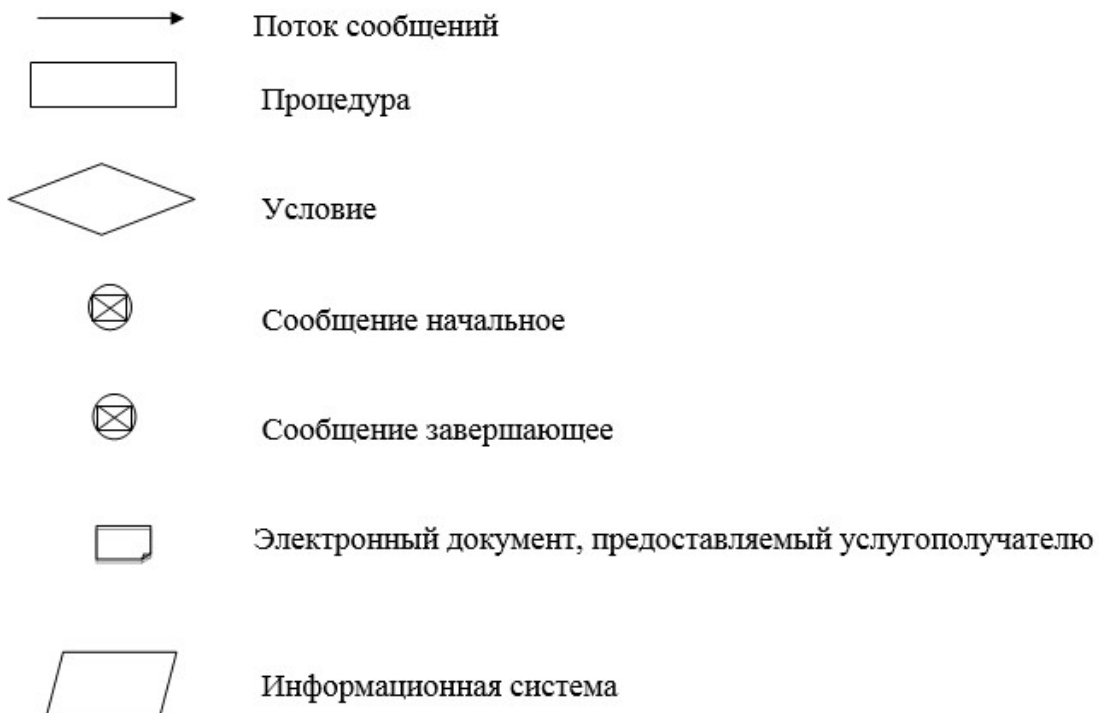 Поток сообщений
Процедура
Условие
Сообщение начальное
Сообщение завершающее
Электронный документ, предоставляемый услугополучателю
Информационная система